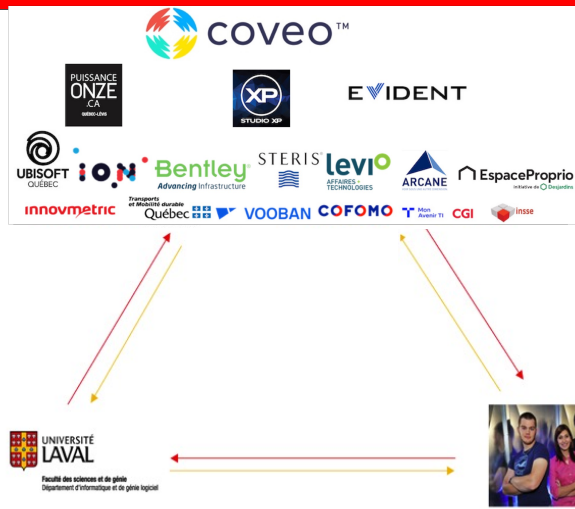 coveo™
PUISSANCE
ONZE
.CA
QUÉBEC-LÉVIS
XP
STUDIO XP
EVIDENT
UBISOFT
QUÉBEC
ION
Bentley®
Advancing Infrastructure
STERIS®
Levio
AFFAIRES +
TECHNOLOGIES
ARCANE
EspaceProprio
initiative de Desjardins
innovmetric
Transports
et Mobilité durable
Québec
VOOBAN
COFOMO
Mon
Avenir TI
CGI
insse
UNIVERSITÉ
LAVAL
Faculté des sciences et de génie
Département d'informatique et de génie logiciel